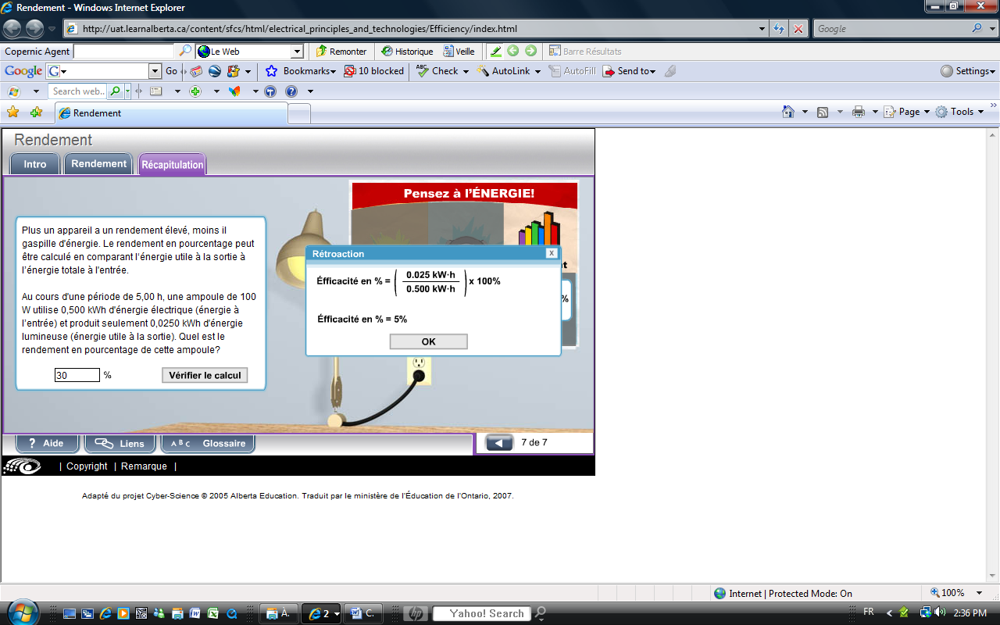 Rendement - Windows Internet Explorer
http://uat.learnalberta.ca/content/sfcs/html/electrical_principles_and_technologies/Efficiency/index.html
Google
Copernic Agent
Le Web
Remonter
Historique
Veille
Barre Résultats
Google
G
Go
Bookmarks
10 blocked
ABC
Check
AutoLink
AutoFill
Send to
Settings
Search web..
Rendement
Page
Tools
Rendement
Intro
Rendement
Récapitulation
Pensez à l'ÉNERGIE!
Plus un appareil a un rendement élevé, moins il
gaspille d'énergie. Le rendement en pourcentage peut
être calculé en comparant l'énergie utile à la sortie à
l'énergie totale à l'entrée.
Au cours d'une période de 5,00 h, une ampoule de 100
W utilise 0,500 kWh d'énergie électrique (énergie à
l'entrée) et produit seulement 0,0250 kWh d'énergie
lumineuse (énergie utile à la sortie). Quel est le
rendement en pourcentage de cette ampoule?
30 %
Vérifier le calcul
Rétroaction
x
Éfficacité en % = ( 0.025 kW·h / 0.500 kW·h ) x 100%
Éfficacité en % = 5%
OK
t
%
? Aide
Liens
A B C Glossaire
7 de 7
| Copyright | Remarque |
Adapté du projet Cyber-Science © 2005 Alberta Education. Traduit par le ministère de l'Éducation de l'Ontario, 2007.
Internet | Protected Mode: On
100%
À.
2
C.
hp
Yahoo! Search
FR
2:36 PM